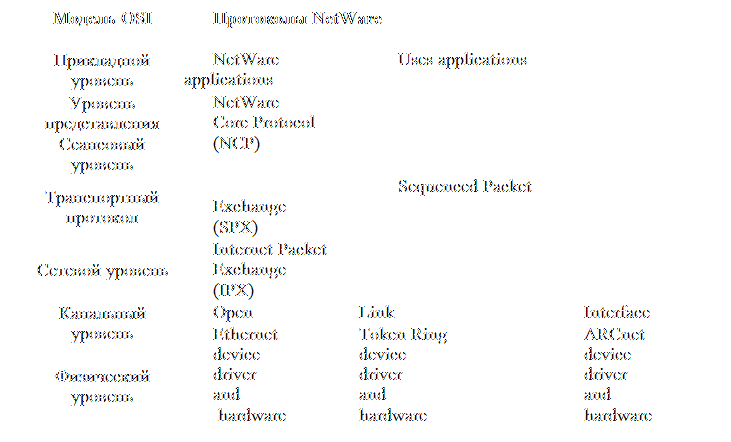 Модель OSI Протоколы NetWare
Прикладной NetWare Uses applications
уровень applications
Уровень NetWare
представления Core Protocol
Сеансовый (NCP)
уровень
Sequenced Packet
Транспортный
протокол Exchange
(SPX)
Internet Packet
Сетевой уровень Exchange
(IPX)
Канальный Open Link Interface
уровень Ethernet Token Ring ARCnet
device device device
Физический driver driver driver
уровень and and and
hardware hardware hardware